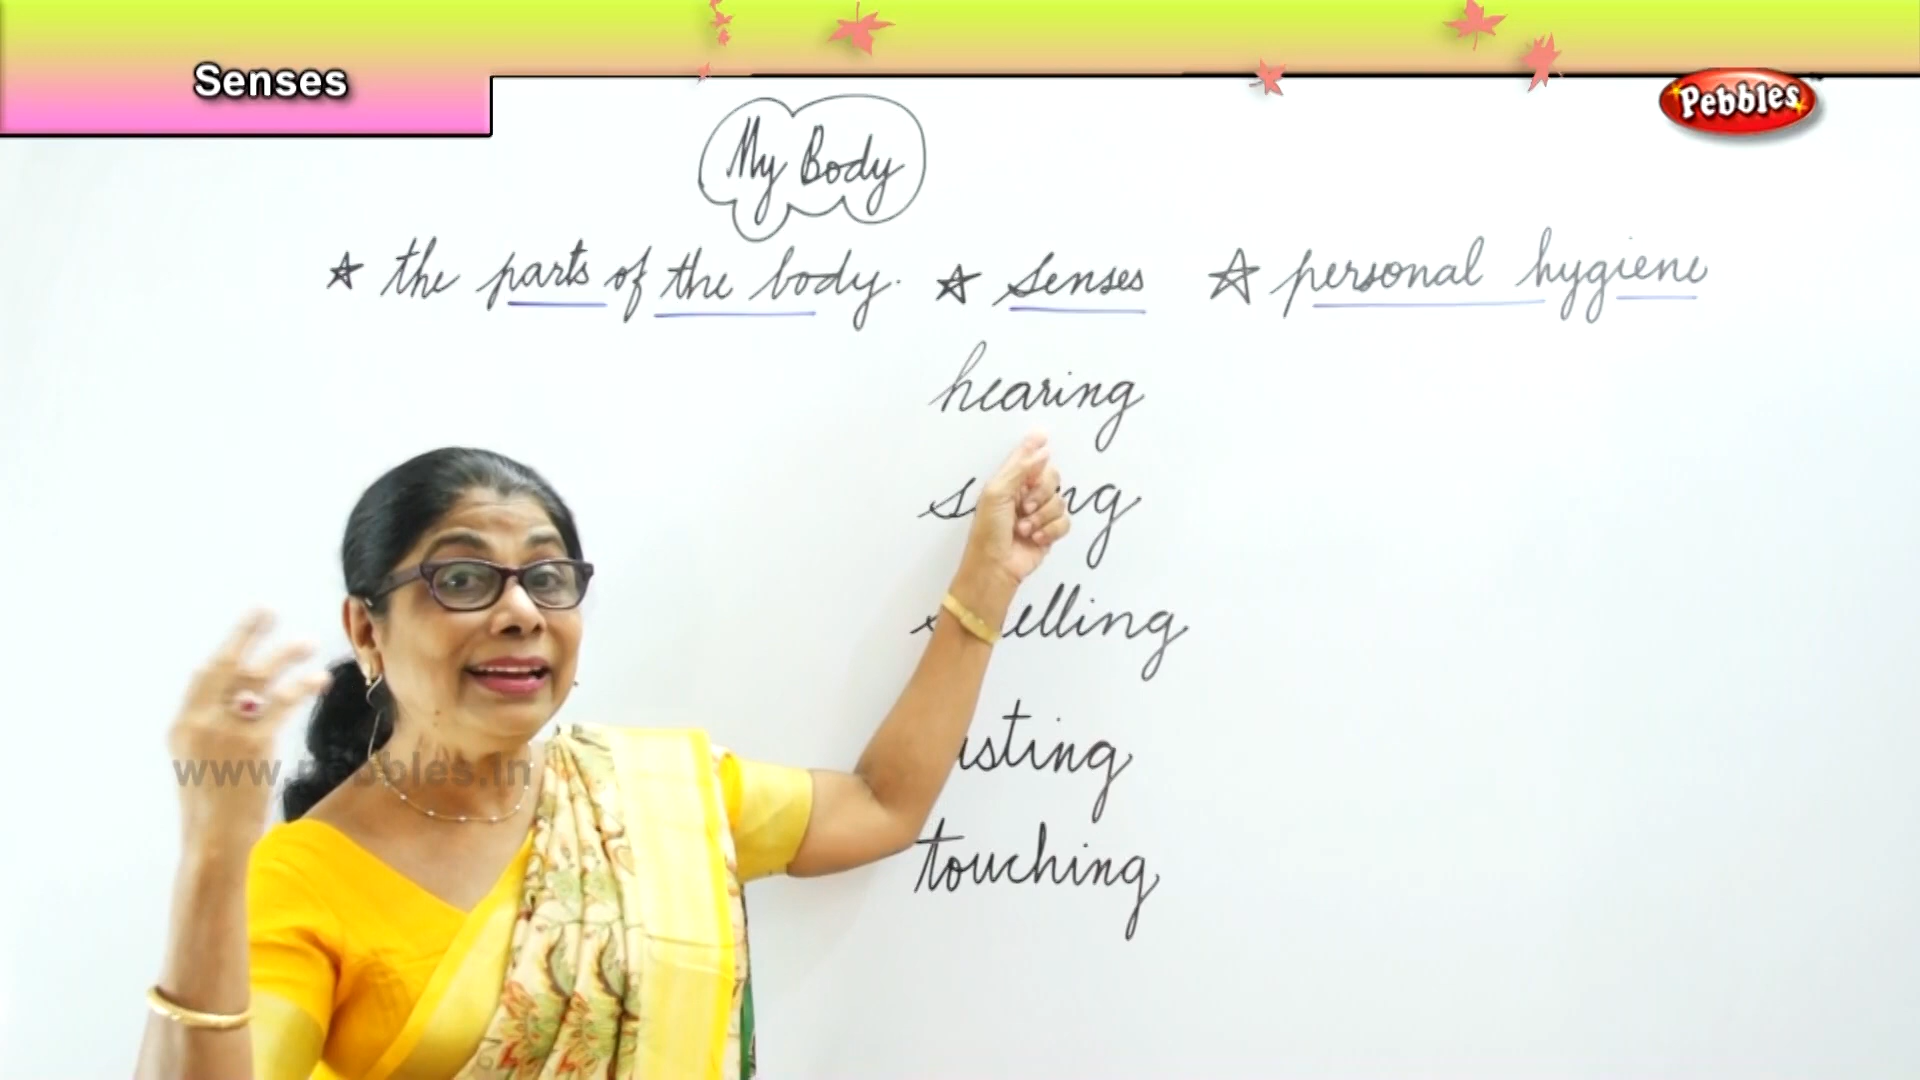 Senses
Pebbles
My Body
☆ the parts of the body. ☆ Senses ☆ personal hygiene
hearing
touching